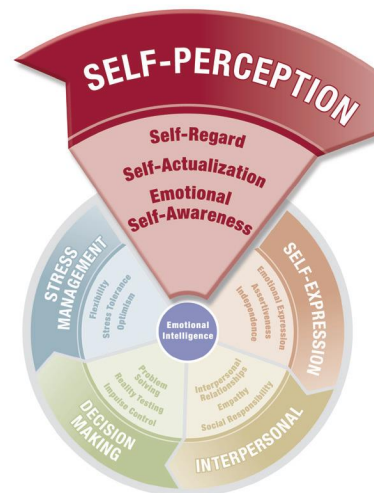 SELF-PERCEPTION
Self-Regard
Self-Actualization
Emotional
Self-Awareness
SELF-EXPRESSION
Emotional Expression
Assertiveness
Independence
INTERPERSONAL
Interpersonal
Relationships
Empathy
Social Responsibility
DECISION
MAKING
Problem
Solving
Reality Testing
Impulse Control
STRESS
MANAGEMENT
Flexibility
Stress Tolerance
Optimism
Emotional
Intelligence